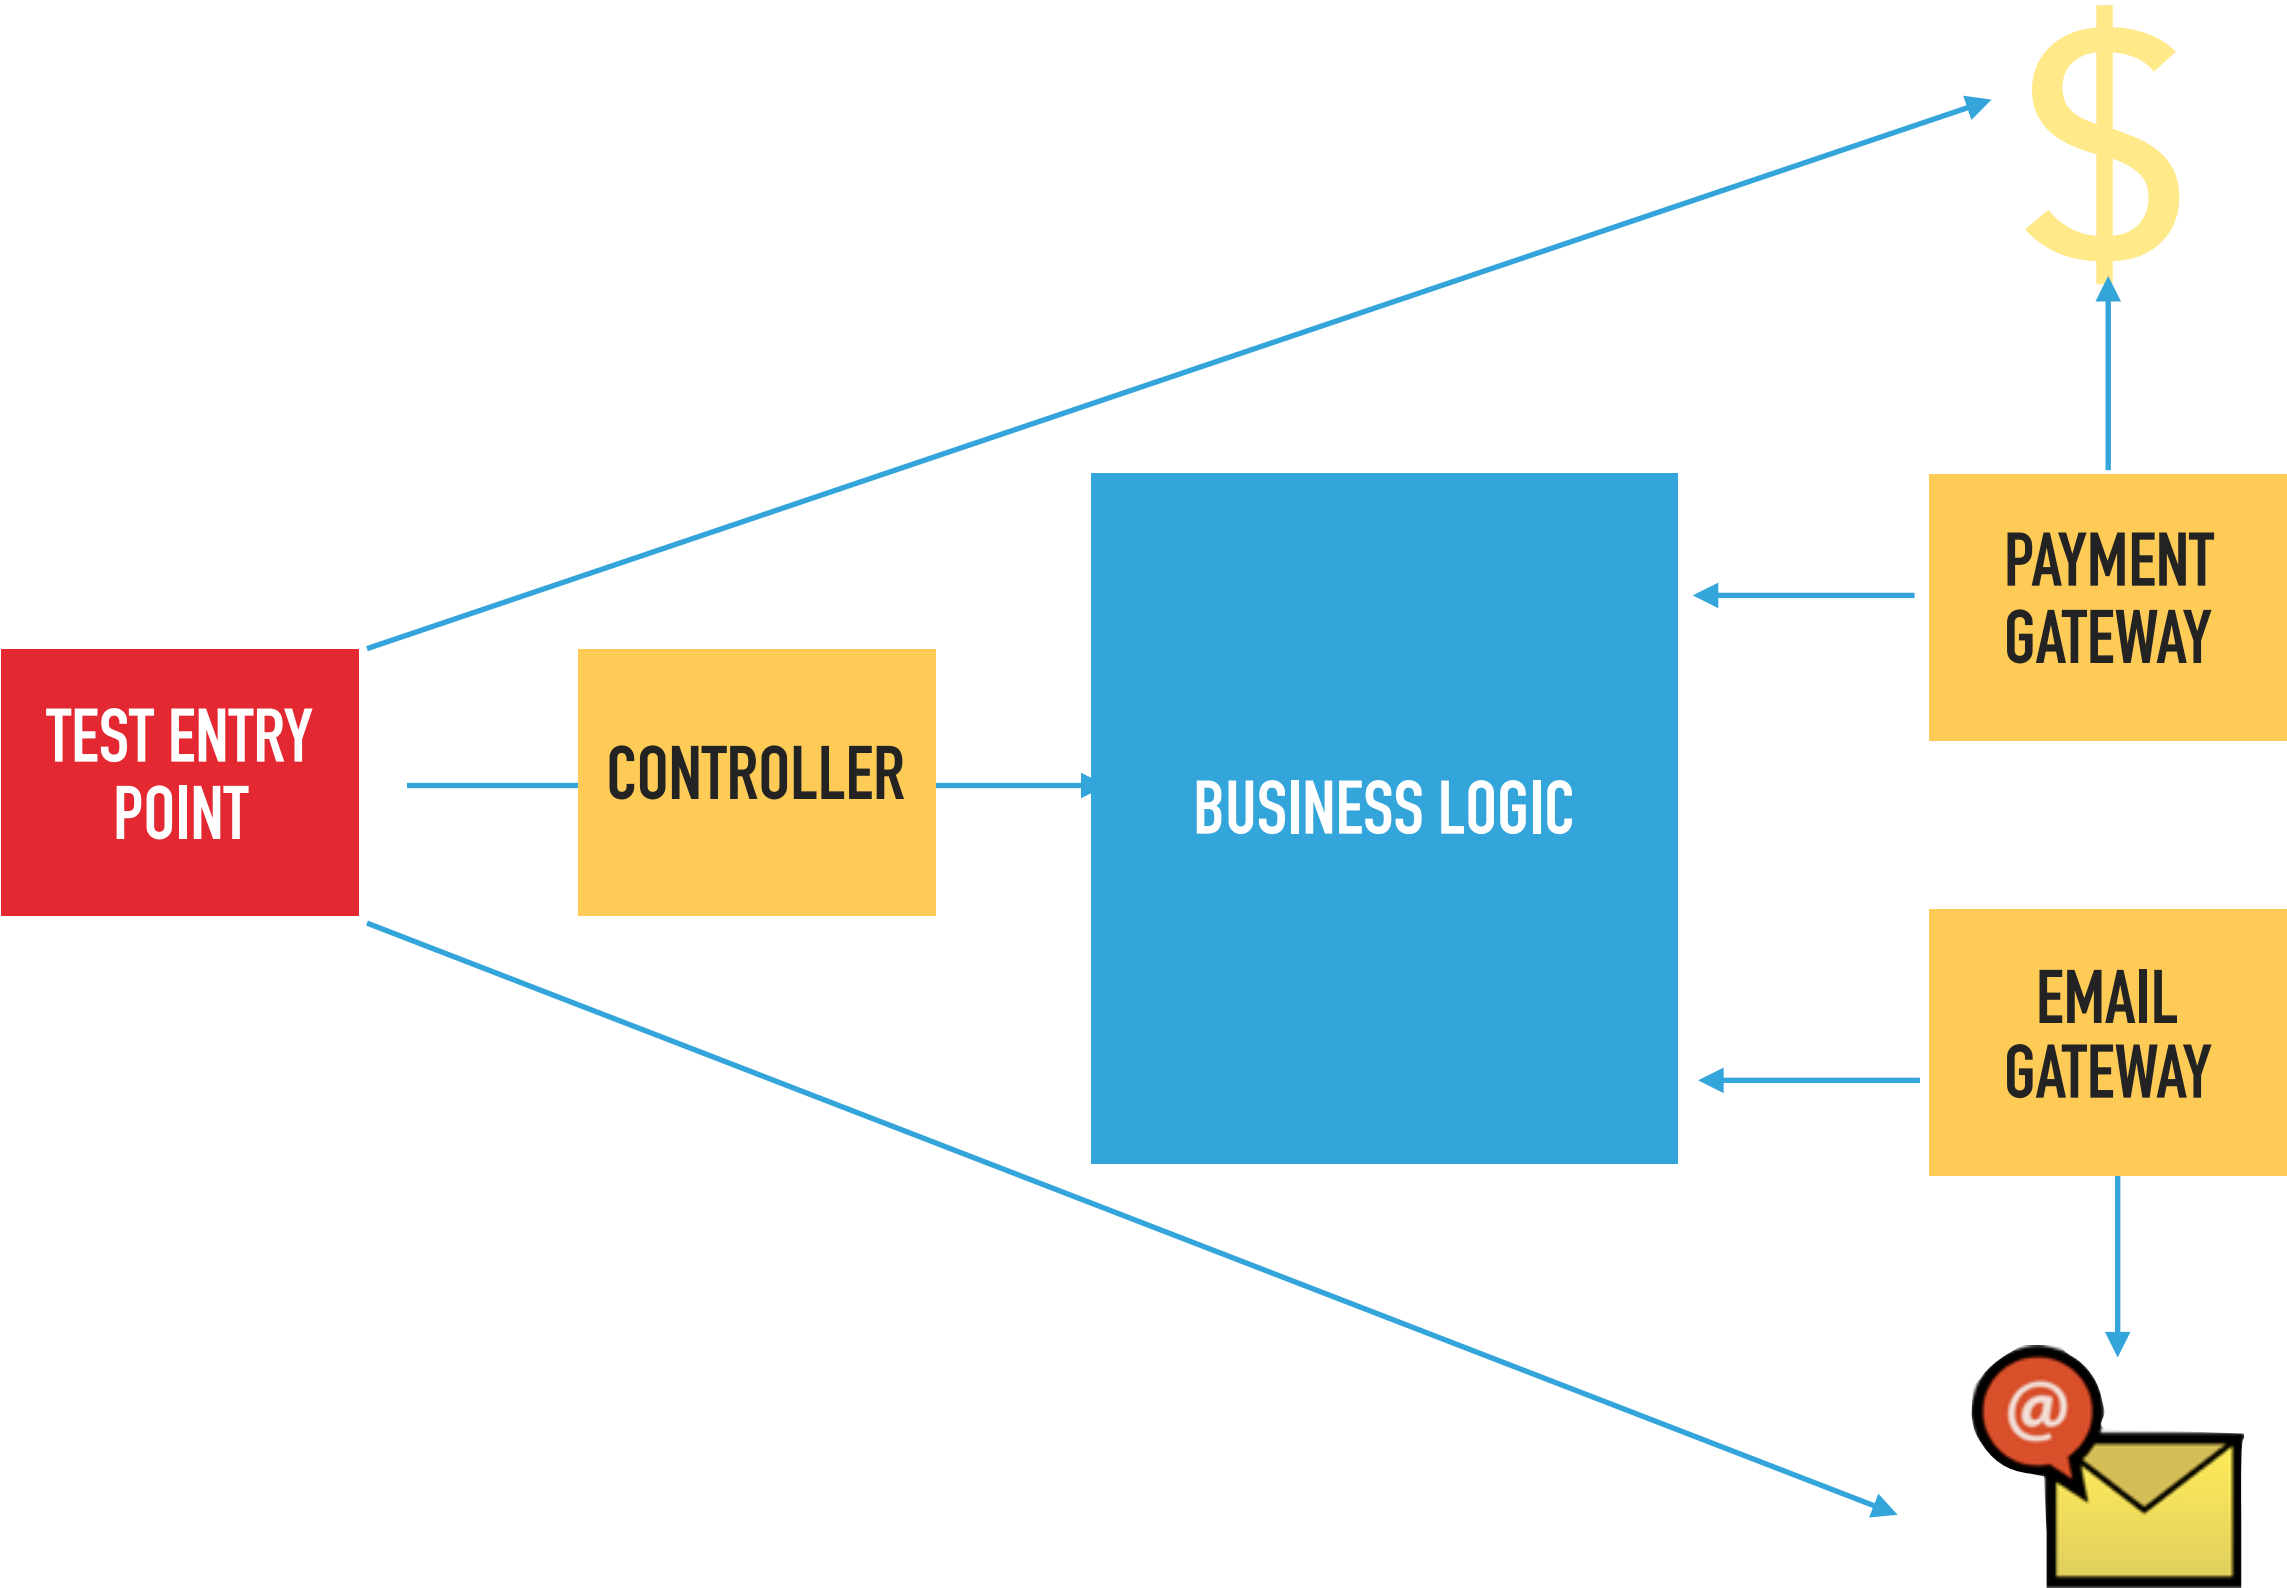 $
TEST ENTRY
POINT
CONTROLLER
BUSINESS LOGIC
PAYMENT
GATEWAY
EMAIL
GATEWAY
@